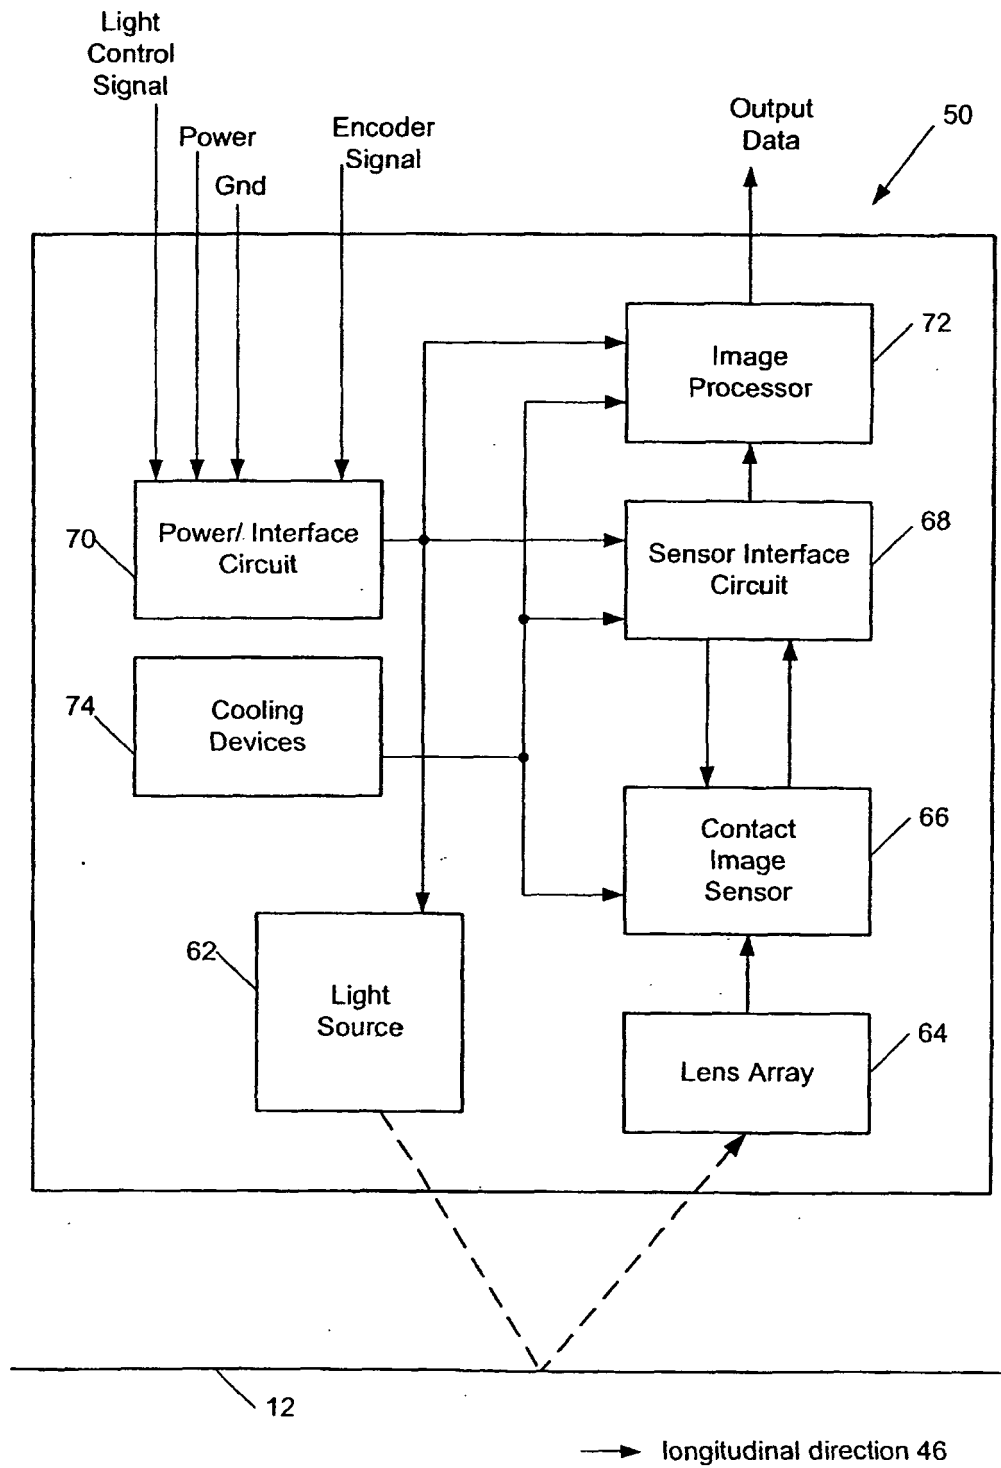 Light
Control
Signal
Power
Gnd
Encoder
Signal
Output
Data
50
Image
Processor
72
Power/ Interface
Circuit
70
Sensor Interface
Circuit
68
Cooling
Devices
74
Contact
Image
Sensor
66
Light
Source
62
Lens Array
64
12
longitudinal direction 46